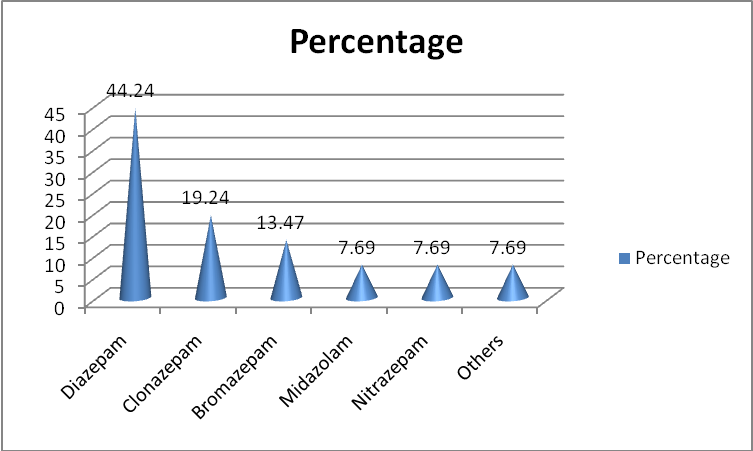 Percentage
44.24
19.24
13.47
7.69
7.69
7.69
45
40
35
30
25
20
15
10
5
0
Percentage
Diazepam
Clonazepam
Bromazepam
Midazolam
Nitrazepam
Others